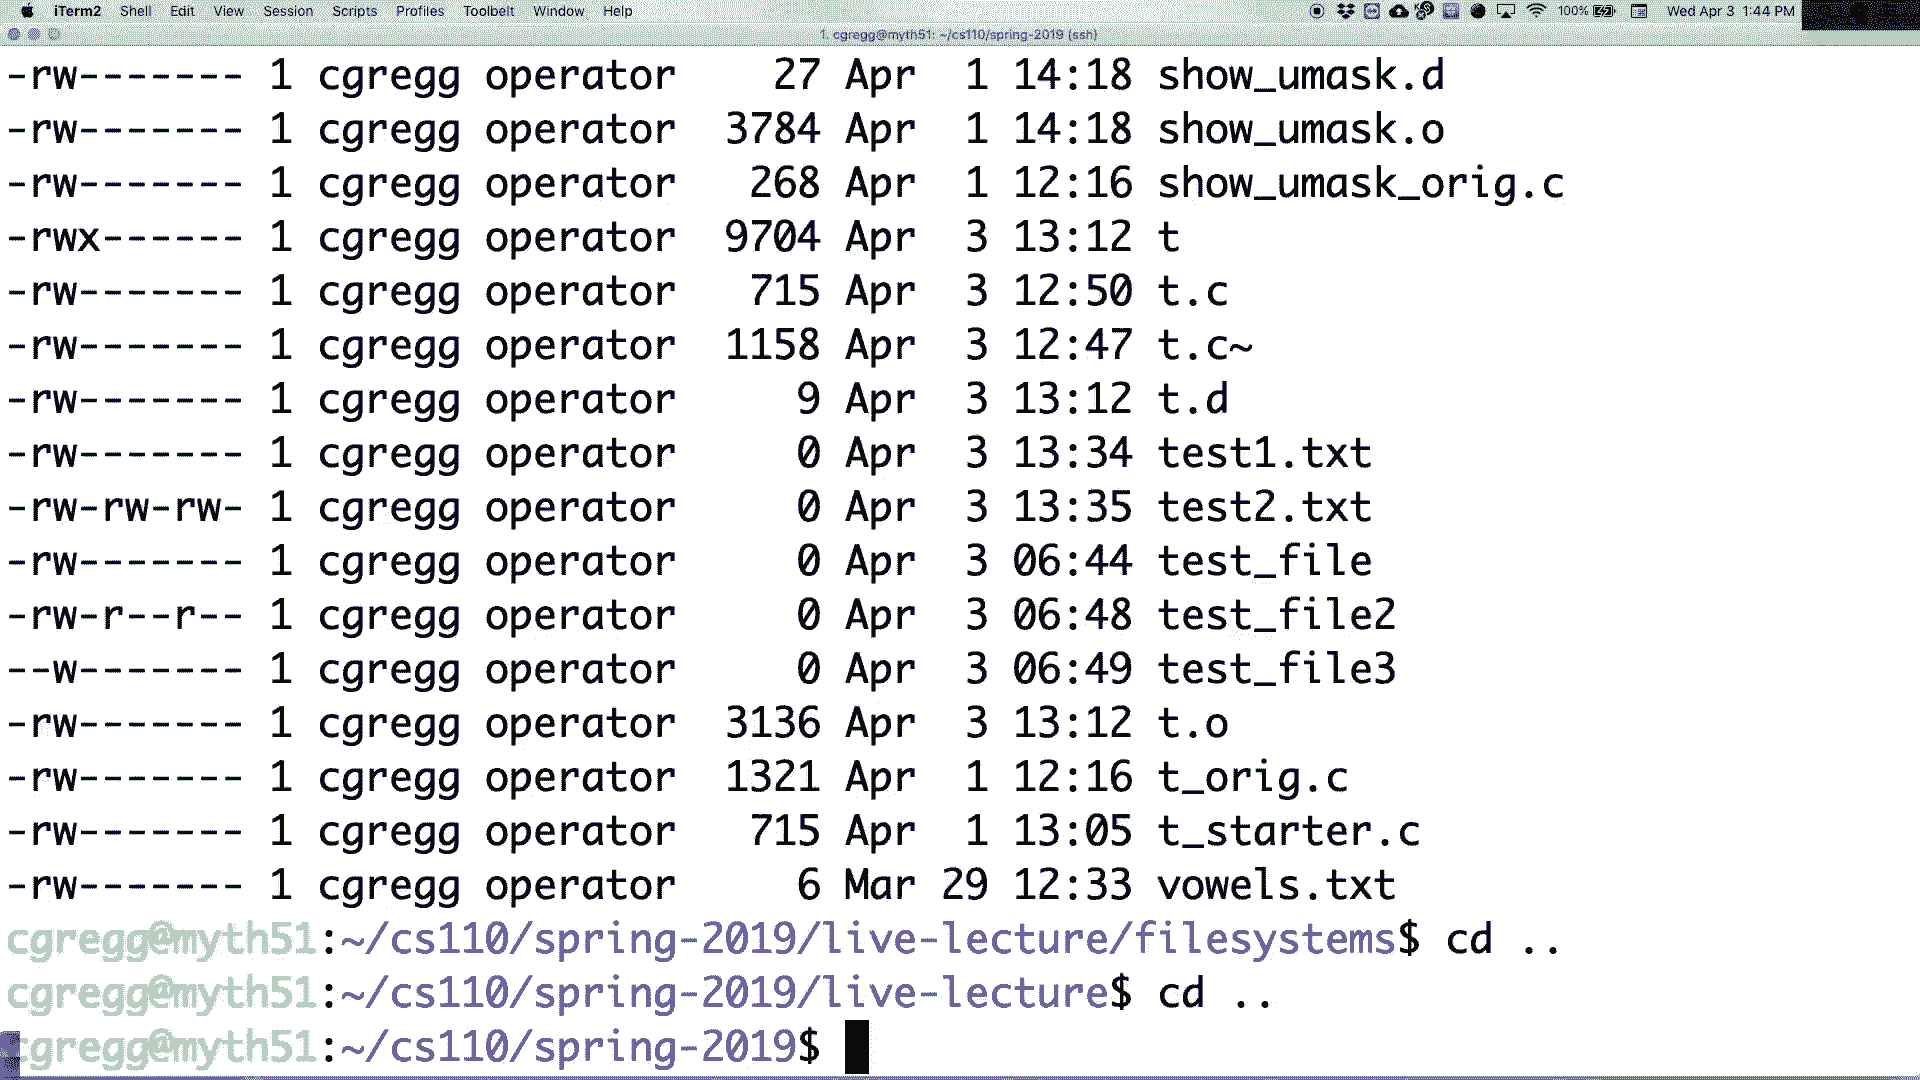 iTerm2 Shell Edit View Session Scripts Profiles Toolbelt Window Help 100% Wed Apr 3 1:44 PM
1. cgregg@myth51: ~/cs110/spring-2019 (ssh)
-rw------- 1 cgregg operator 27 Apr 1 14:18 show_umask.d
-rw------- 1 cgregg operator 3784 Apr 1 14:18 show_umask.o
-rw------- 1 cgregg operator 268 Apr 1 12:16 show_umask_orig.c
-rwx------ 1 cgregg operator 9704 Apr 3 13:12 t
-rw------- 1 cgregg operator 715 Apr 3 12:50 t.c
-rw------- 1 cgregg operator 1158 Apr 3 12:47 t.c~
-rw------- 1 cgregg operator 9 Apr 3 13:12 t.d
-rw------- 1 cgregg operator 0 Apr 3 13:34 test1.txt
-rw-rw-rw- 1 cgregg operator 0 Apr 3 13:35 test2.txt
-rw------- 1 cgregg operator 0 Apr 3 06:44 test_file
-rw-r--r-- 1 cgregg operator 0 Apr 3 06:48 test_file2
--w------- 1 cgregg operator 0 Apr 3 06:49 test_file3
-rw------- 1 cgregg operator 3136 Apr 3 13:12 t.o
-rw------- 1 cgregg operator 1321 Apr 1 12:16 t_orig.c
-rw------- 1 cgregg operator 715 Apr 1 13:05 t_starter.c
-rw------- 1 cgregg operator 6 Mar 29 12:33 vowels.txt
cgregg@myth51:~/cs110/spring-2019/live-lecture/filesystems$ cd ..
cgregg@myth51:~/cs110/spring-2019/live-lecture$ cd ..
cgregg@myth51:~/cs110/spring-2019$